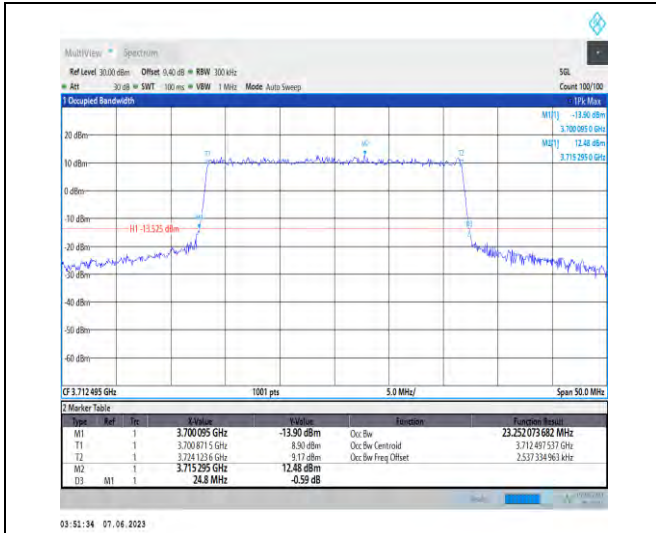 MultiView Spectrum
Ref Level 30.00 dBm Offset 9.40 dB RBW 300 kHz SGL
Att 30 dB SWT 100 ms VBW 1 MHz Mode Auto Sweep Count 100/100
1 Occupied Bandwidth 1Pk Max
M1[1] -13.90 dBm
3.700 095 0 GHz
M2[1] 12.48 dBm
3.715 295 0 GHz
20 dBm
T1 M2 T2
10 dBm
0 dBm
-10 dBm
H1 -13.525 dBm
-20 dBm
-30 dBm
-40 dBm
-50 dBm
-60 dBm
CF 3.712 495 GHz 1001 pts 5.0 MHz/ Span 50.0 MHz
2 Marker Table
Type Ref Trc X-Value Y-Value Function Function Result
M1 1 3.700 095 GHz -13.90 dBm Occ Bw 23.252 073 682 MHz
T1 1 3.700 871 5 GHz 8.90 dBm Occ Bw Centroid 3.712 497 537 GHz
T2 1 3.724 123 6 GHz 9.17 dBm Occ Bw Freq Offset 2.537 334 963 kHz
M2 1 3.715 295 GHz 12.48 dBm
D3 M1 1 24.8 MHz -0.59 dB
03:51:34 07.06.2023